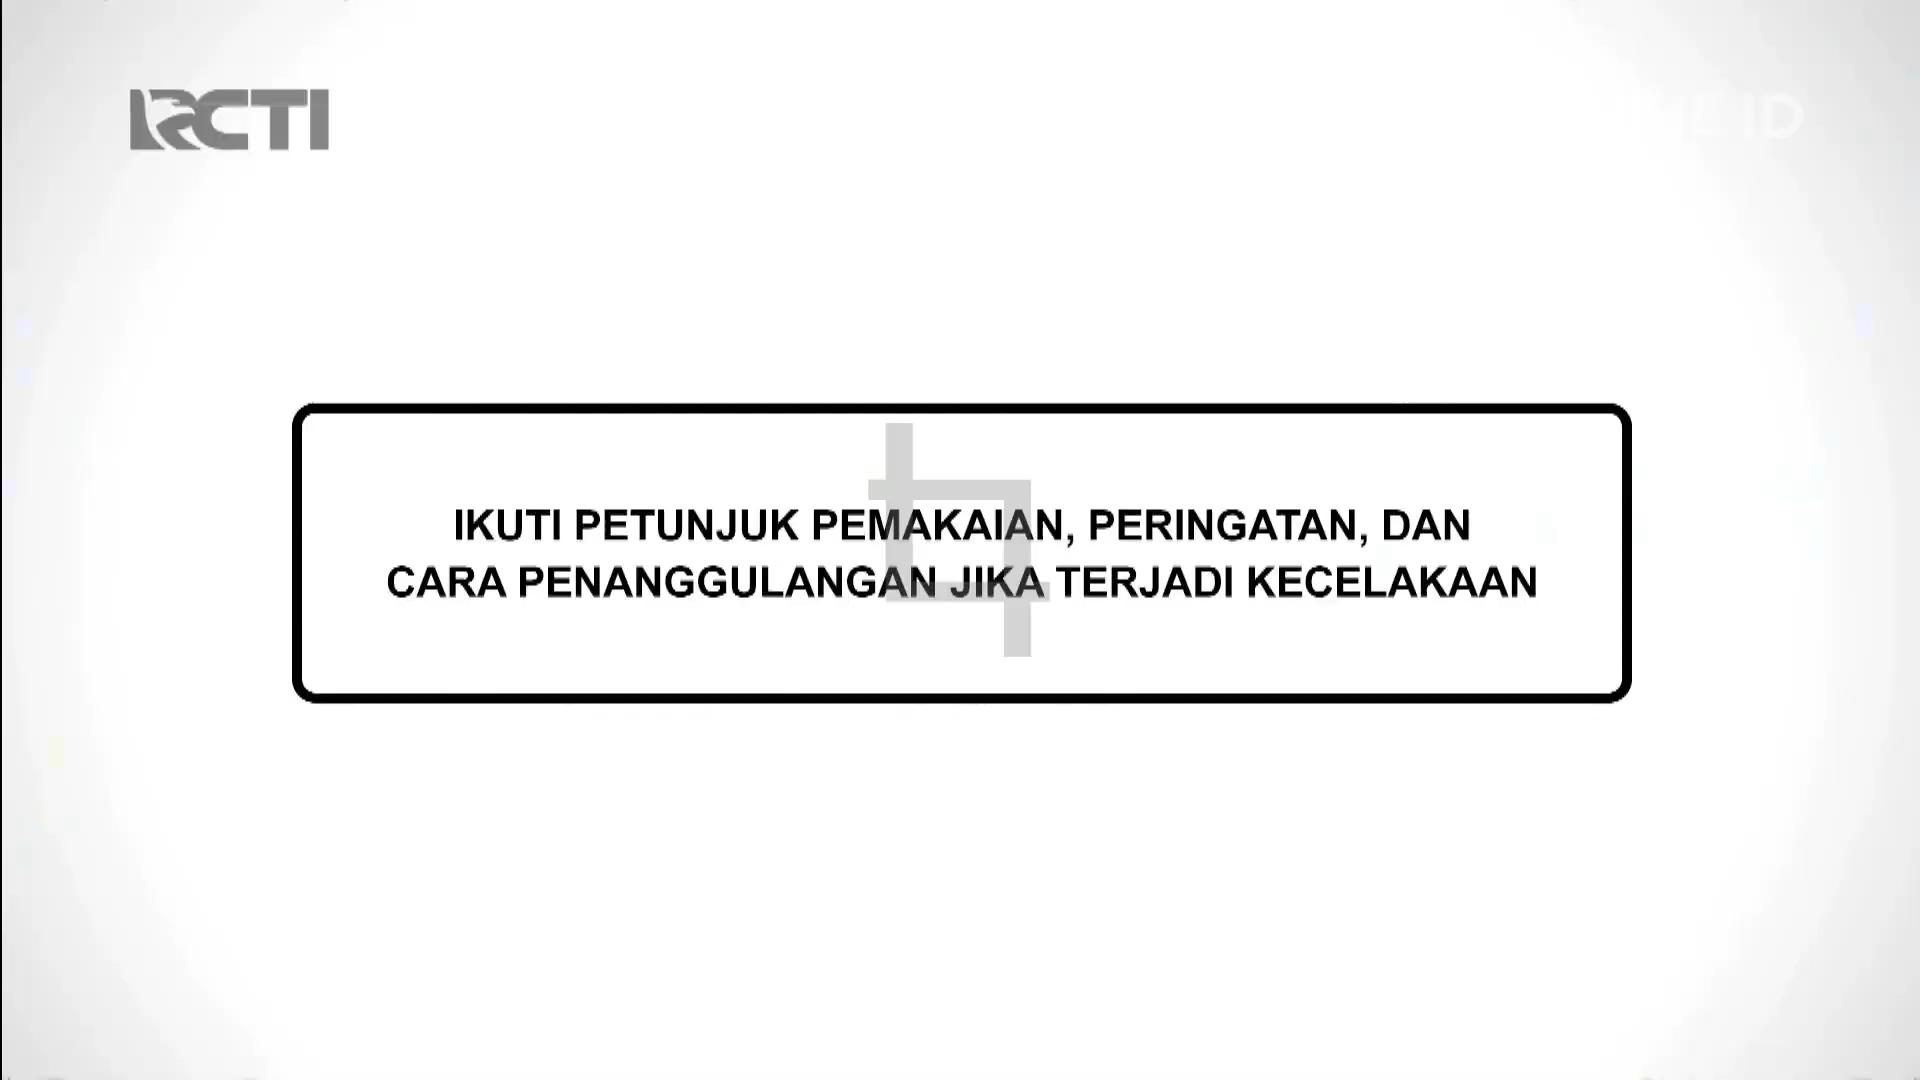 RCTI
IKUTI PETUNJUK PEMAKAIAN, PERINGATAN, DAN
CARA PENANGGULANGAN JIKA TERJADI KECELAKAAN